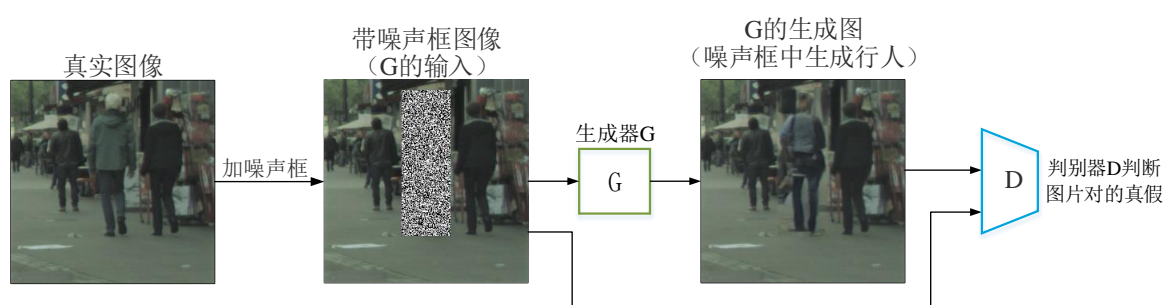 真实图像
加噪声框
带噪声框图像
（G的输入）
生成器G
G
G的生成图
（噪声框中生成行人）
D
判别器D判断
图片对的真假